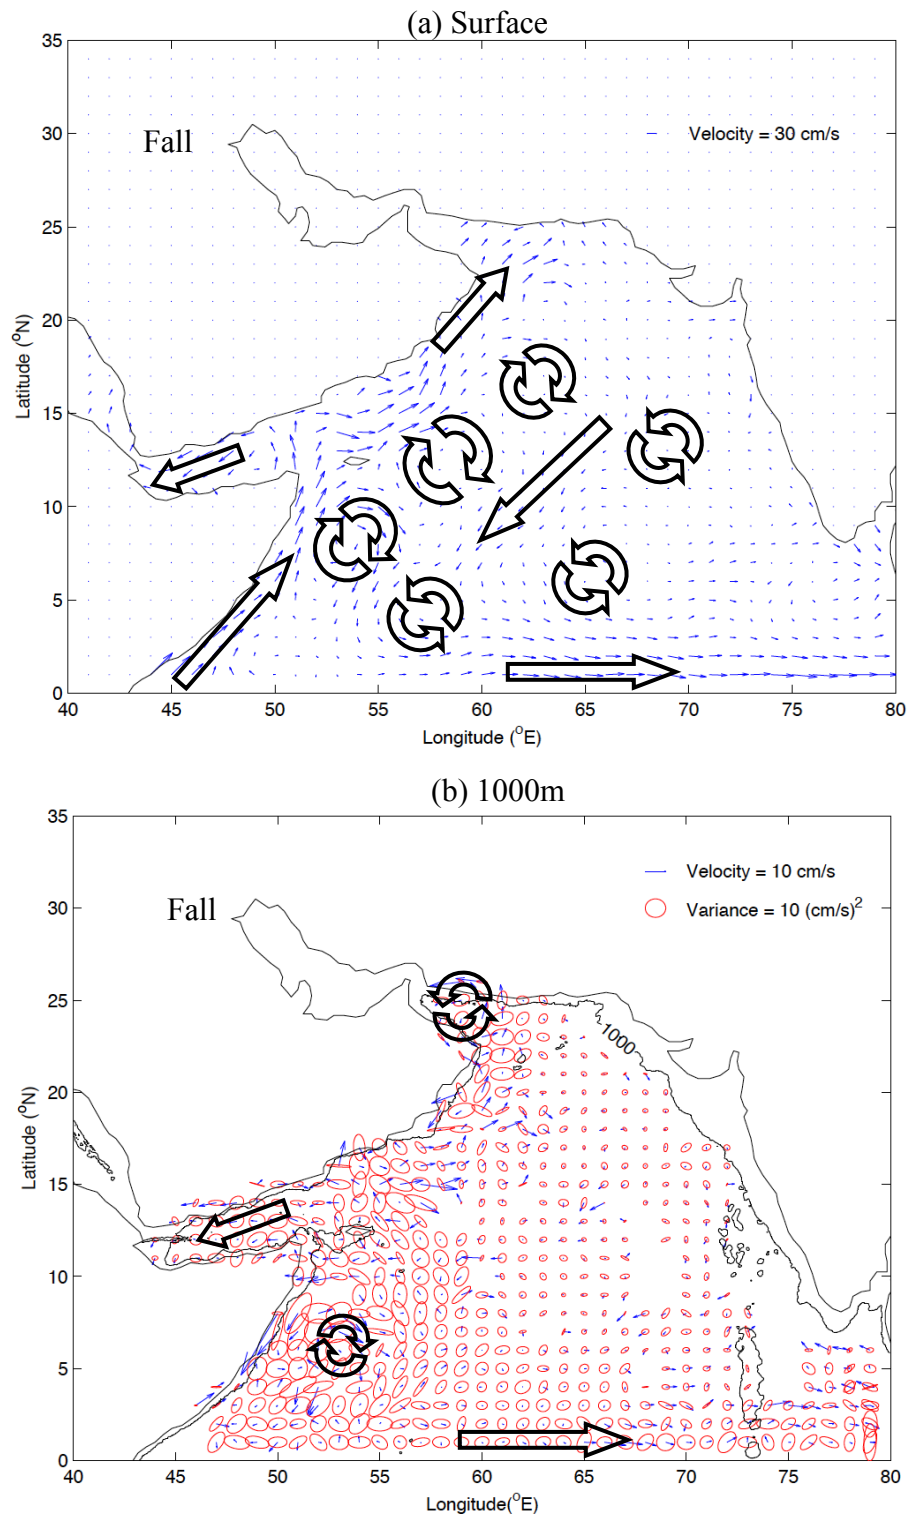 (a) Surface
35
30
25
20
15
10
5
0
Latitude (°N)
Fall
Velocity = 30 cm/s
40 45 50 55 60 65 70 75 80
Longitude (°E)
(b) 1000m
35
30
25
20
15
10
5
0
Latitude (°N)
Fall
Velocity = 10 cm/s
Variance = 10 (cm/s)²
1000
40 45 50 55 60 65 70 75 80
Longitude(°E)